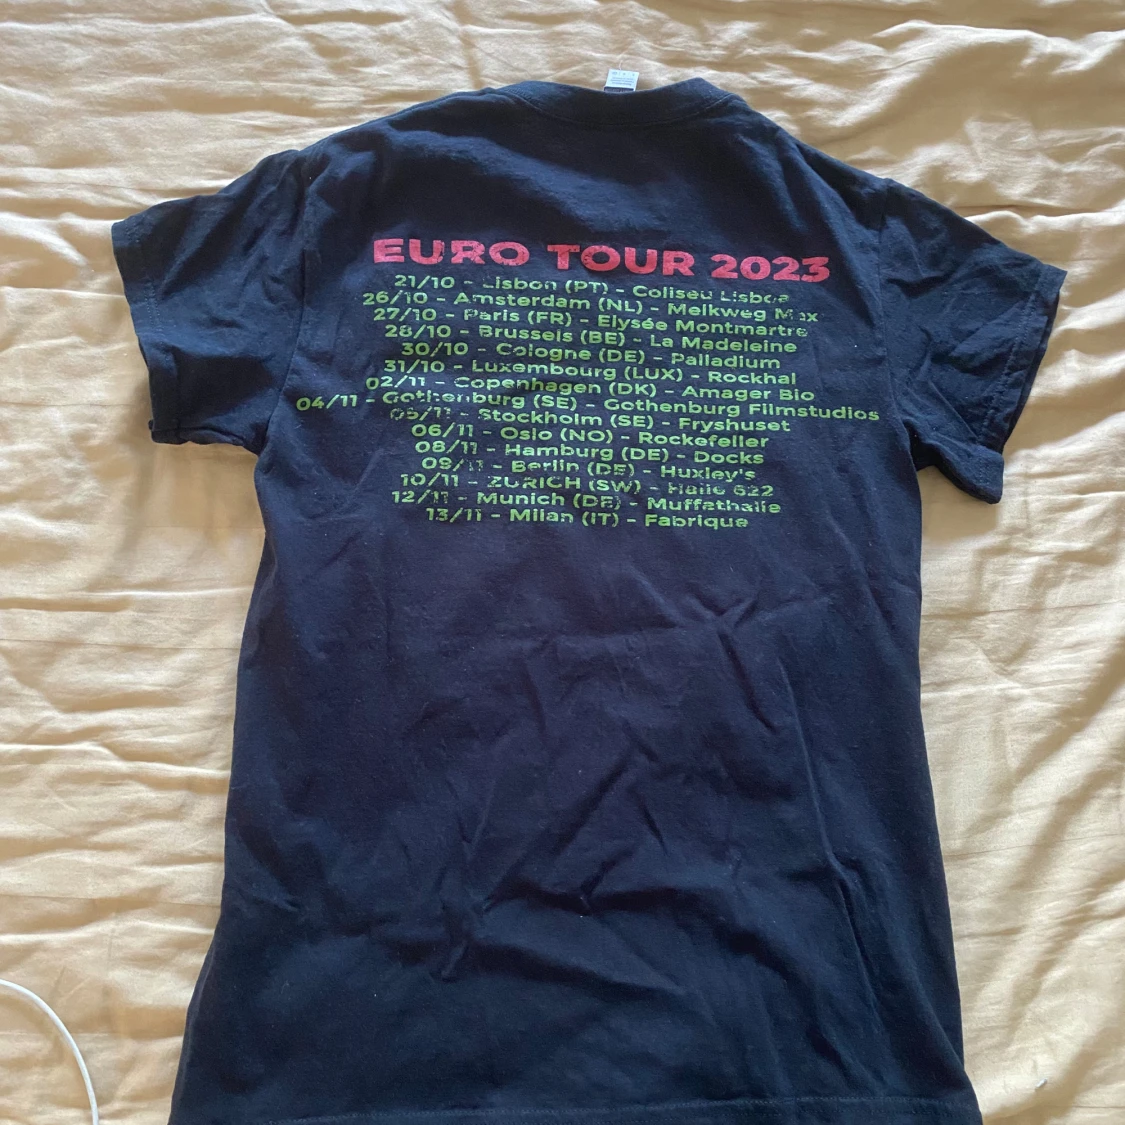 EURO TOUR 2023
21/10 - Lisbon (PT) - Coliseu Lisboa
26/10 - Amsterdam (NL) - Melkweg Max
27/10 - Paris (FR) - Elysée Montmartre
28/10 - Brussels (BE) - La Madeleine
30/10 - Cologne (DE) - Palladium
31/10 - Luxembourg (LUX) - Rockhal
02/11 - Copenhagen (DK) - Amager Bio
04/11 - Gothenburg (SE) - Gothenburg Filmstudios
05/11 - Stockholm (SE) - Fryshuset
06/11 - Oslo (NO) - Rockefeller
08/11 - Hamburg (DE) - Docks
09/11 - Berlin (DE) - Huxley's
10/11 - ZURICH (SW) - Halle 622
12/11 - Munich (DE) - Muffathalle
13/11 - Milan (IT) - Fabrique